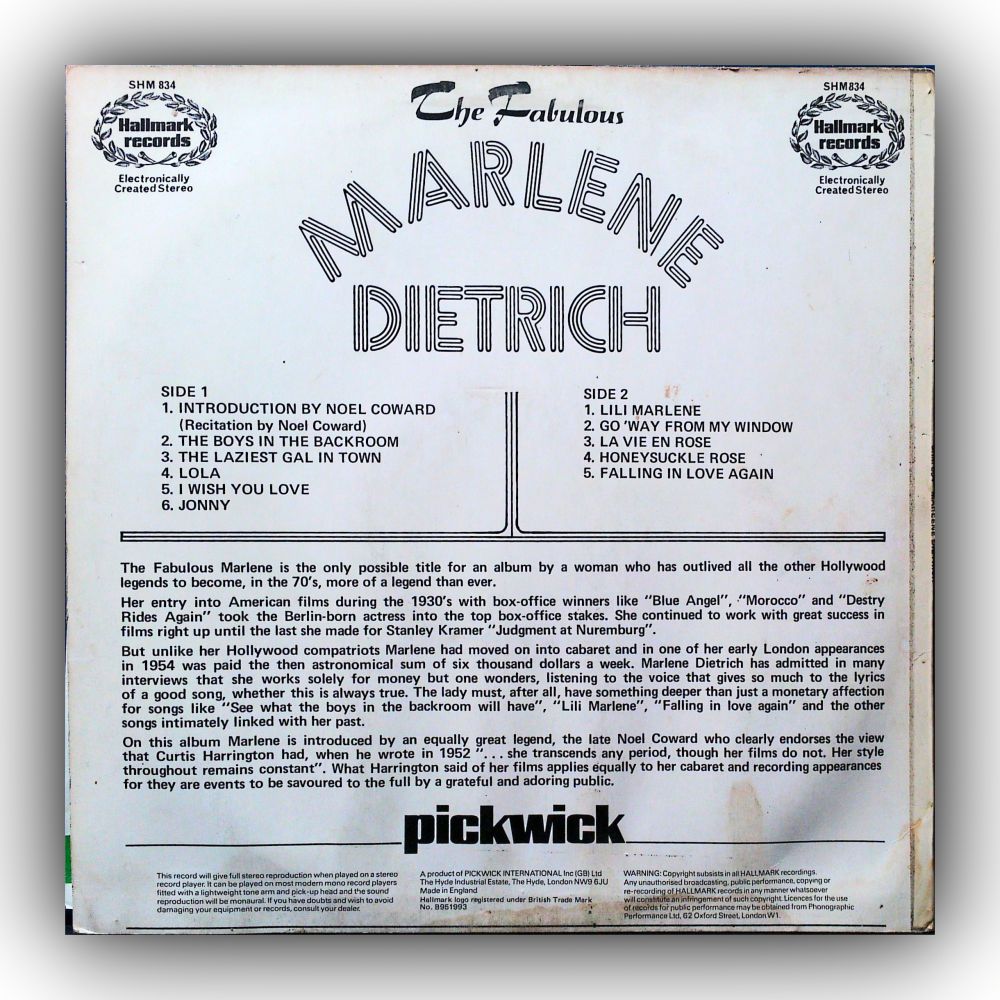 SHM 834
Hallmark
records
Electronically
Created Stereo
The Fabulous
MARLENE
DIETRICH
SHM834
Hallmark
records
Electronically
Created Stereo
SIDE 1
1. INTRODUCTION BY NOEL COWARD
(Recitation by Noel Coward)
2. THE BOYS IN THE BACKROOM
3. THE LAZIEST GAL IN TOWN
4. LOLA
5. I WISH YOU LOVE
6. JONNY
SIDE 2
1. LILI MARLENE
2. GO 'WAY FROM MY WINDOW
3. LA VIE EN ROSE
4. HONEYSUCKLE ROSE
5. FALLING IN LOVE AGAIN
The Fabulous Marlene is the only possible title for an album by a woman who has outlived all the other Hollywood
legends to become, in the 70's, more of a legend than ever.
Her entry into American films during the 1930's with box-office winners like "Blue Angel", "Morocco" and "Destry
Rides Again" took the Berlin-born actress into the top box-office stakes. She continued to work with great success in
films right up until the last she made for Stanley Kramer "Judgment at Nuremburg".
But unlike her Hollywood compatriots Marlene had moved on into cabaret and in one of her early London appearances
in 1954 was paid the then astronomical sum of six thousand dollars a week. Marlene Dietrich has admitted in many
interviews that she works solely for money but one wonders, listening to the voice that gives so much to the lyrics
of a good song, whether this is always true. The lady must, after all, have something deeper than just a monetary affection
for songs like "See what the boys in the backroom will have", "Lili Marlene", "Falling in love again" and the other
songs intimately linked with her past.
On this album Marlene is introduced by an equally great legend, the late Noel Coward who clearly endorses the view
that Curtis Harrington had, when he wrote in 1952 "... she transcends any period, though her films do not. Her style
throughout remains constant". What Harrington said of her films applies equally to her cabaret and recording appearances
for they are events to be savoured to the full by a grateful and adoring public.
pickwick
This record will give full stereo reproduction when played on a stereo
record player. It can be played on most modern mono record players
fitted with a lightweight tone arm and pick-up head and the sound
reproduction will be monaural. If you have doubts and wish to avoid
damaging your equipment or records, consult your dealer.
A product of PICKWICK INTERNATIONAL Inc (GB) Ltd
The Hyde Industrial Estate, The Hyde, London NW9 6JU
Made in England
Hallmark logo registered under British Trade Mark
No. B951993
WARNING: Copyright subsists in all HALLMARK recordings.
Any unauthorised broadcasting, public performance, copying or
re-recording of HALLMARK records in any manner whatsoever
will constitute an infringement of such copyright. Licences for the use
of records for public performance may be obtained from Phonographic
Performance Ltd, 62 Oxford Street, London W1.